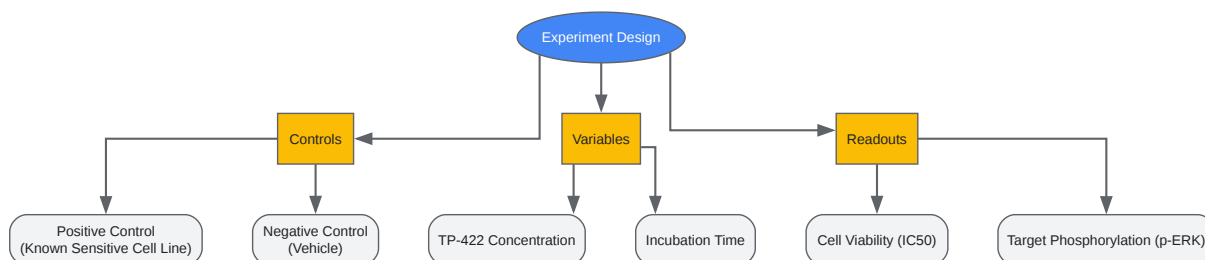 Experiment Design
Controls
Variables
Readouts
Positive Control
(Known Sensitive Cell Line)
Negative Control
(Vehicle)
TP-422 Concentration
Incubation Time
Cell Viability (IC50)
Target Phosphorylation (p-ERK)